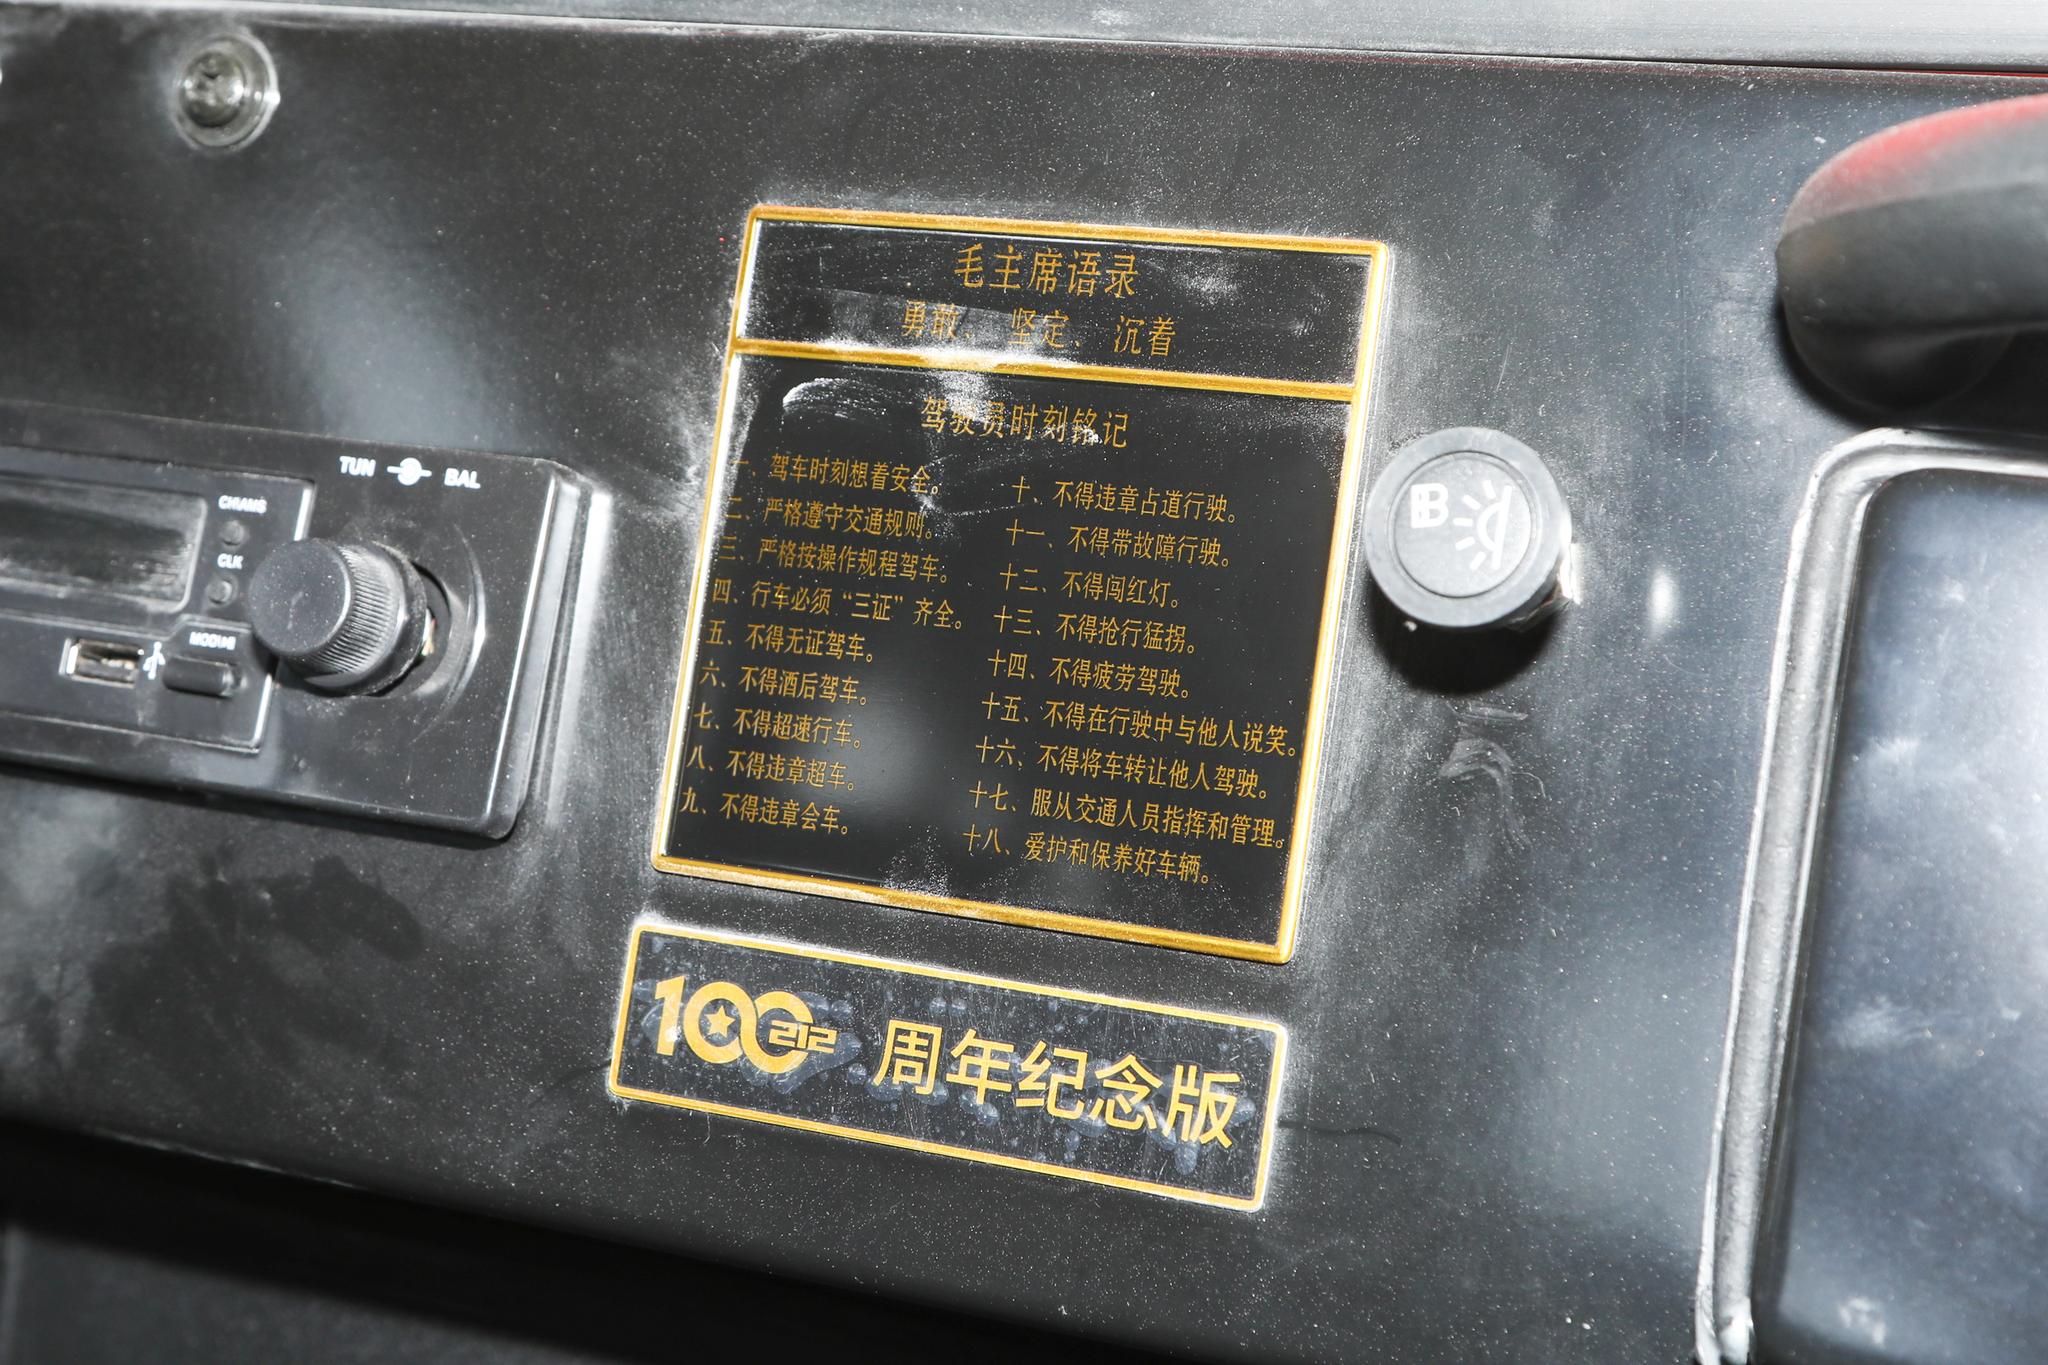 毛主席语录
勇敢、坚定、沉着
驾驶员时刻铭记
一、驾车时刻想着安全。
二、严格遵守交通规则。
三、严格按操作规程驾车。
四、行车必须“三证”齐全。
五、不得无证驾车。
六、不得酒后驾车。
七、不得超速行车。
八、不得违章超车。
九、不得违章会车。
十、不得违章占道行驶。
十一、不得带故障行驶。
十二、不得闯红灯。
十三、不得抢行猛拐。
十四、不得疲劳驾驶。
十五、不得在行驶中与他人说笑。
十六、不得将车转让他人驾驶。
十七、服从交通人员指挥和管理。
十八、爱护和保养好车辆。
100 212 周年纪念版
TUN BAL
CLK
B